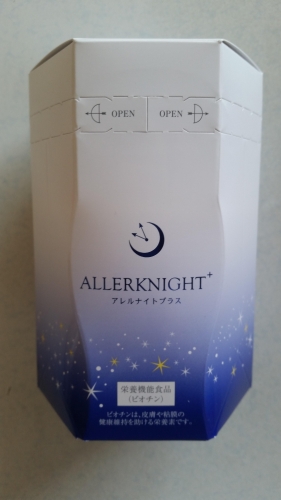 OPEN OPEN
ALLERKNIGHT+
アレルナイトプラス
栄養機能食品
(ビオチン)
ビオチンは、皮膚や粘膜の
健康維持を助ける栄養素です。